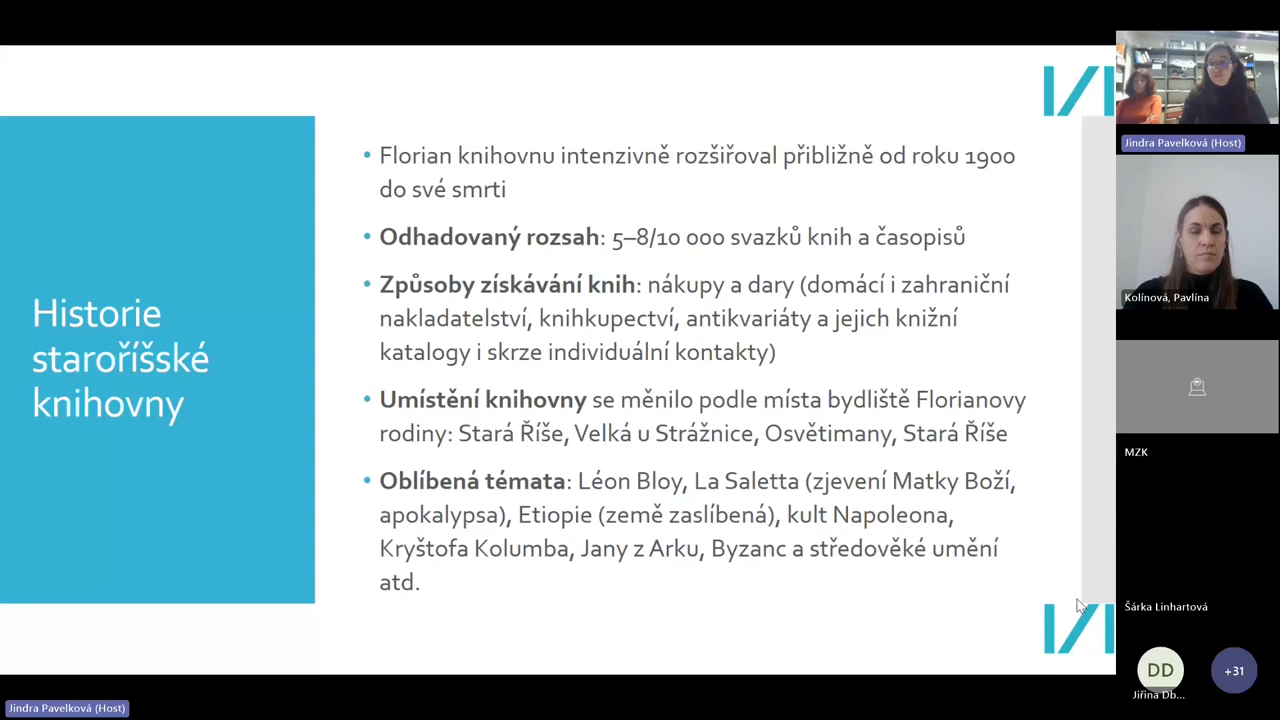 Historie
staroříšské
knihovny
• Florian knihovnu intenzivně rozšiřoval přibližně od roku 1900
do své smrti
• Odhadovaný rozsah: 5–8/10 000 svazků knih a časopisů
• Způsoby získávání knih: nákupy a dary (domácí i zahraniční
nakladatelství, knihkupectví, antikvariáty a jejich knižní
katalogy i skrze individuální kontakty)
• Umístění knihovny se měnilo podle místa bydliště Florianovy
rodiny: Stará Říše, Velká u Strážnice, Osvětimany, Stará Říše
• Oblíbená témata: Léon Bloy, La Saletta (zjevení Matky Boží,
apokalypsa), Etiopie (země zaslíbená), kult Napoleona,
Kryštofa Kolumba, Jany z Arku, Byzanc a středověké umění
atd.
Jindra Pavelková (Host)
Kolínová, Pavlína
MZK
Šárka Linhartová
DD
+31
Jiřina Db...
Jindra Pavelková (Host)